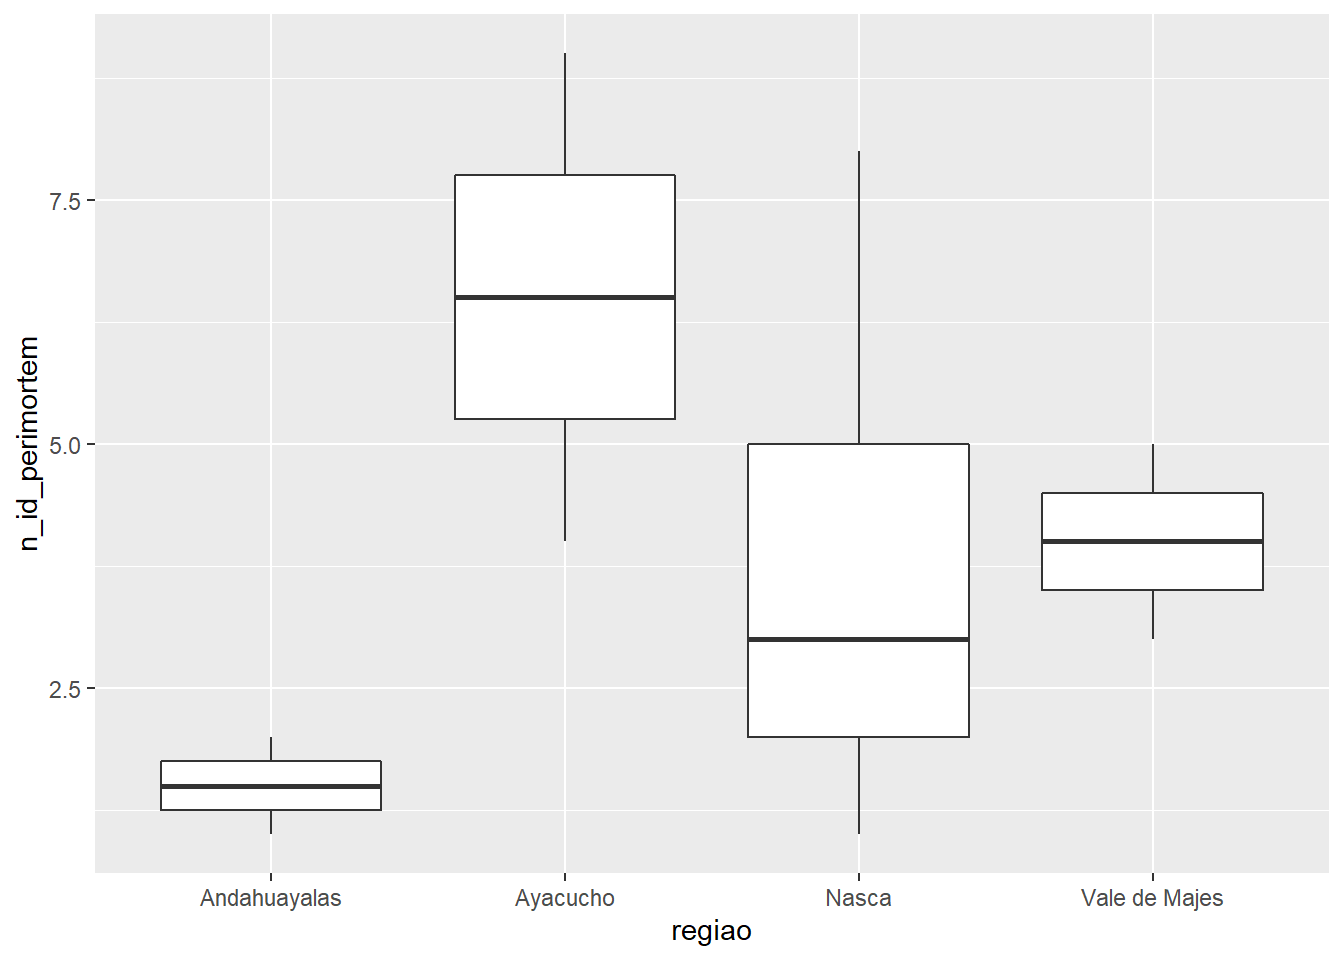 n_id_perimortem
7.5
5.0
2.5
Andahuayalas Ayacucho Nasca Vale de Majes
regiao